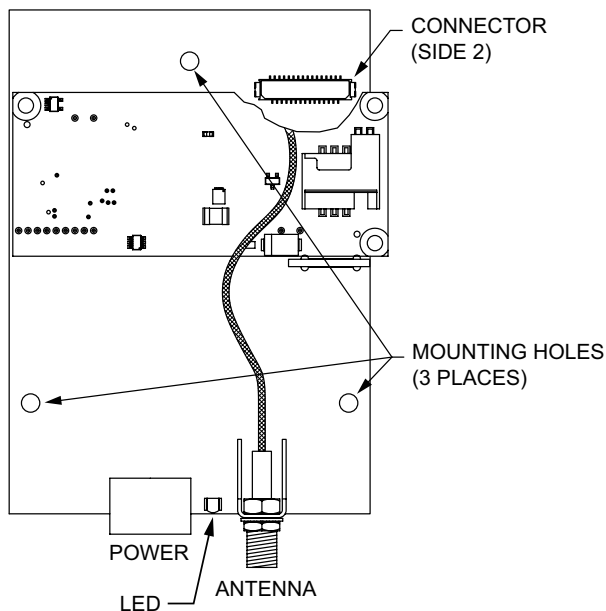 CONNECTOR
(SIDE 2)
MOUNTING HOLES
(3 PLACES)
POWER
LED
ANTENNA